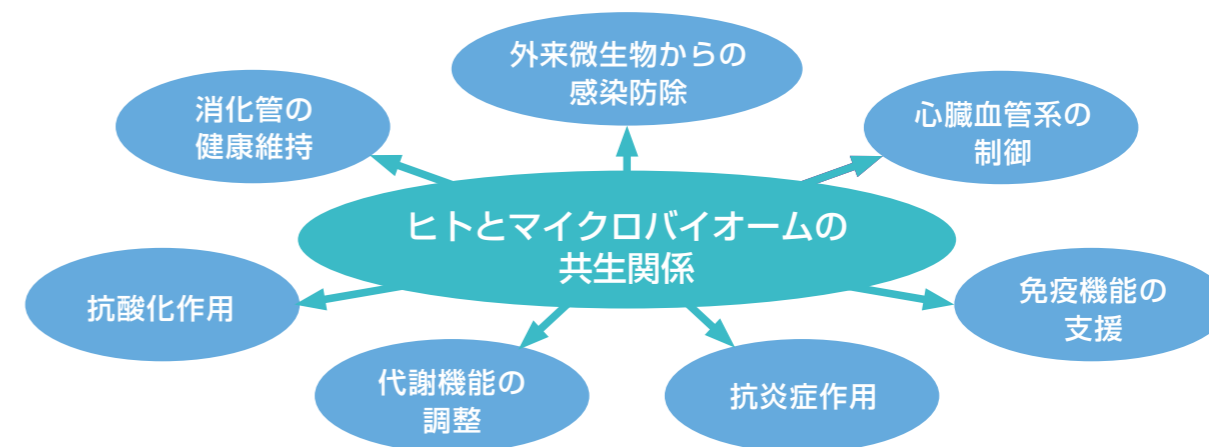 外来微生物からの
感染防除
消化管の
健康維持
心臓血管系の
制御
ヒトとマイクロバイオームの
共生関係
抗酸化作用
免疫機能の
支援
代謝機能の
調整
抗炎症作用